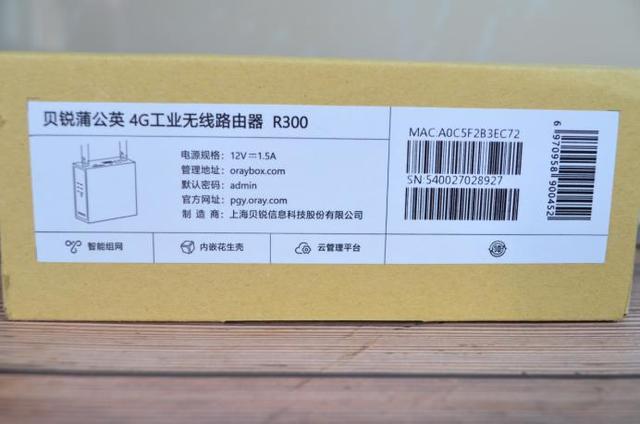 贝锐蒲公英 4G工业无线路由器 R300
电源规格：12V⎓1.5A
管理地址：oraybox.com
默认密码：admin
官方网址：pgy.oray.com
制 造 商：上海贝锐信息科技股份有限公司
智能组网
内嵌花生壳
云管理平台
MAC:A0C5F2B3EC72
SN:540027028927
6 970958 900452